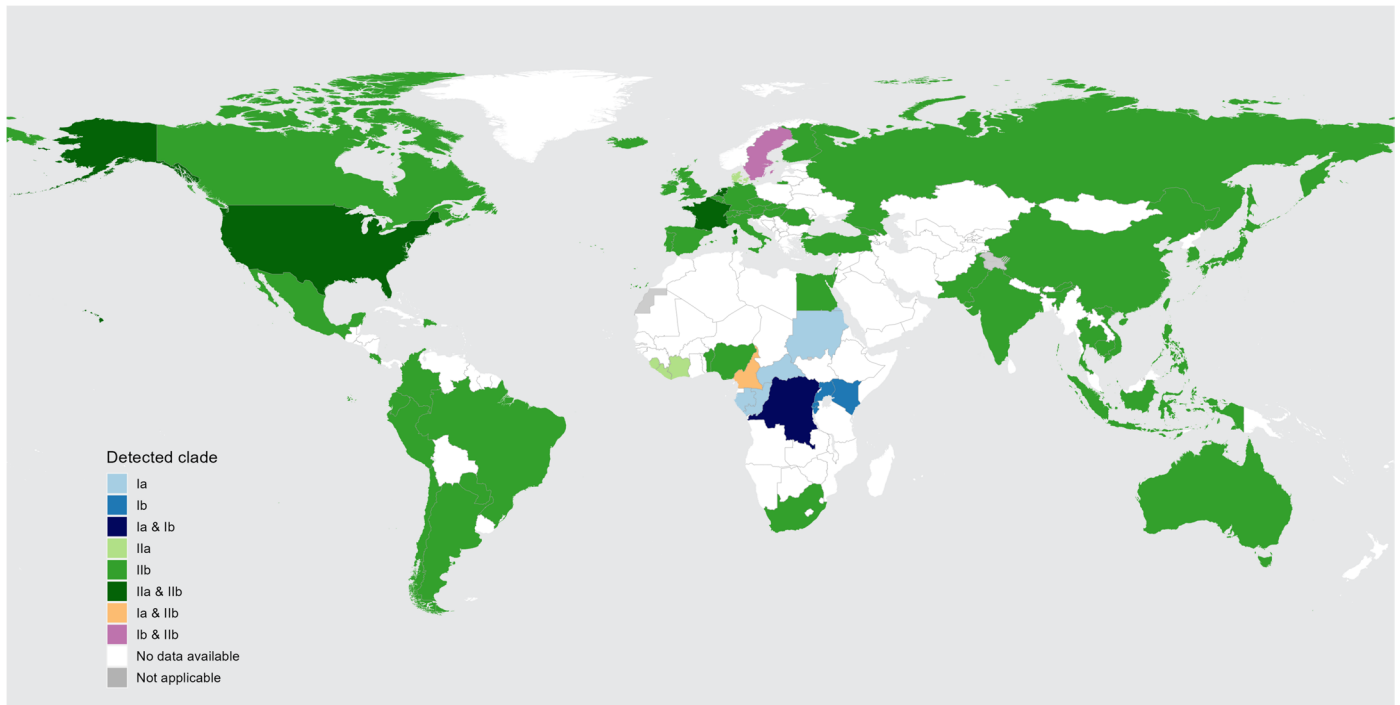 Detected clade
Ia
Ib
Ia & Ib
IIa
IIb
IIa & IIb
Ia & IIb
Ib & IIb
No data available
Not applicable